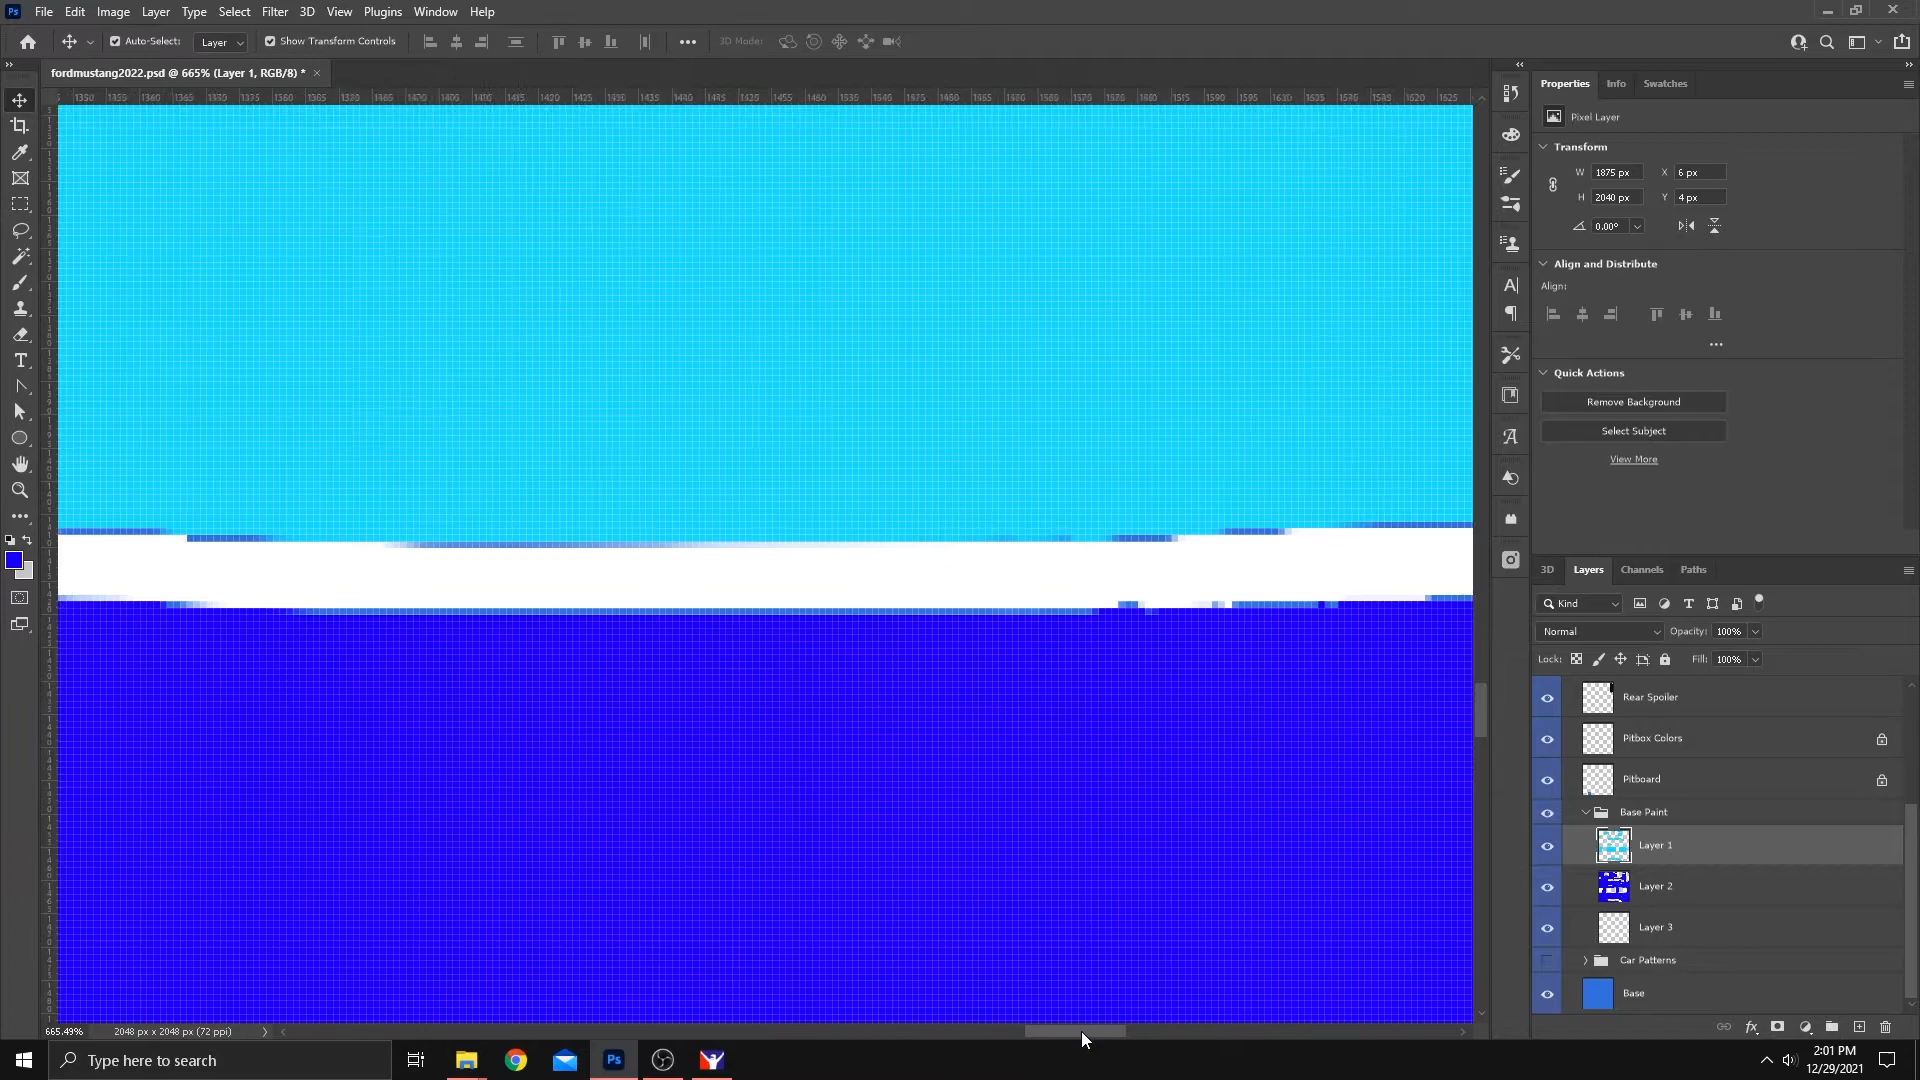 Ps File Edit Image Layer Type Select Filter 3D View Plugins Window Help
Auto-Select: Layer Show Transform Controls 3D Mode:
fordmustang2022.psd @ 665% (Layer 1, RGB/8) *
Properties Info Swatches
Pixel Layer
Transform
W 1875 px X 6 px
H 2040 px Y 4 px
0.00°
Align and Distribute
Align:
Quick Actions
Remove Background
Select Subject
View More
3D Layers Channels Paths
Kind
Normal Opacity: 100%
Lock: Fill: 100%
Rear Spoiler
Pitbox Colors
Pitboard
Base Paint
Layer 1
Layer 2
Layer 3
Car Patterns
Base
665.49% 2048 px x 2048 px (72 ppi)
Type here to search
Ps
2:01 PM
12/29/2021